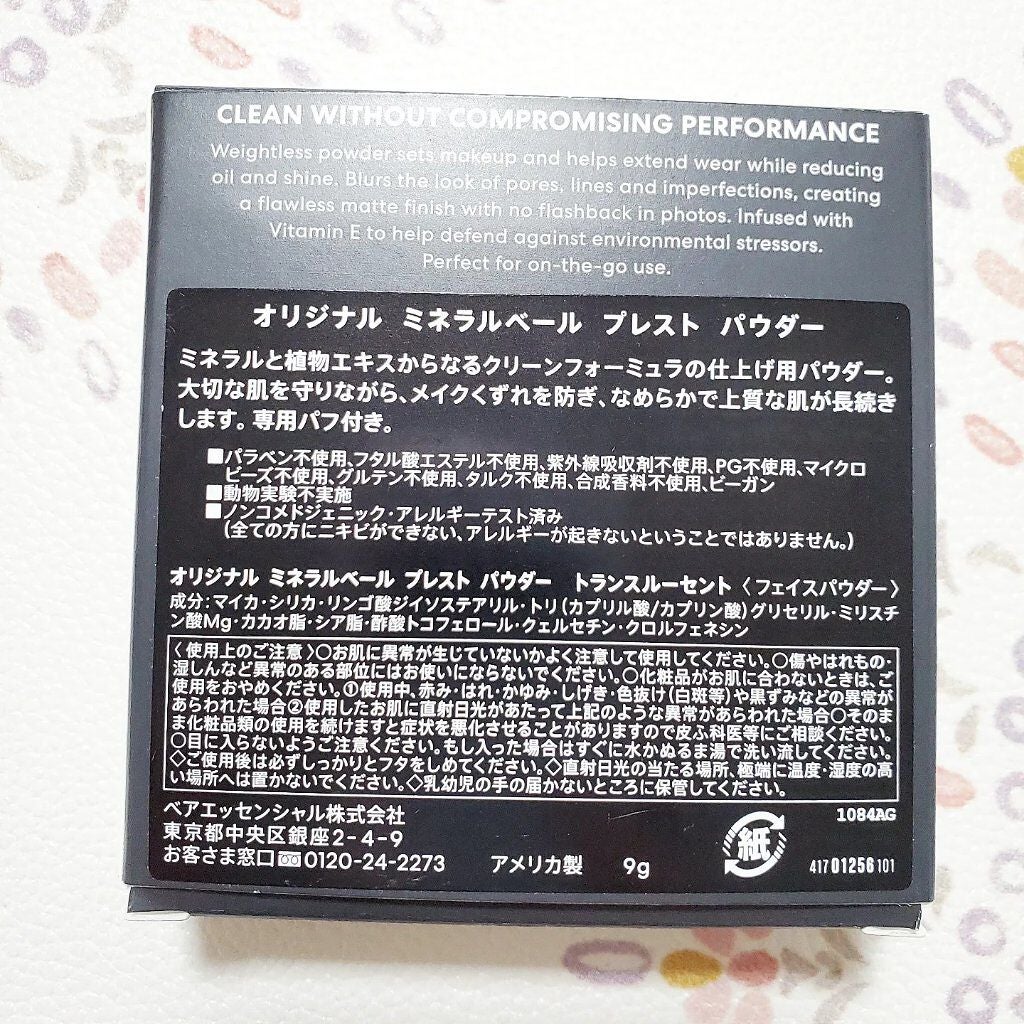 CLEAN WITHOUT COMPROMISING PERFORMANCE
Weightless powder sets makeup and helps extend wear while reducing
oil and shine. Blurs the look of pores, lines and imperfections, creating
a flawless matte finish with no flashback in photos. Infused with
Vitamin E to help defend against environmental stressors.
Perfect for on-the-go use.
オリジナル ミネラルベール プレスト パウダー
ミネラルと植物エキスからなるクリーンフォーミュラの仕上げ用パウダー。
大切な肌を守りながら、メイクくずれを防ぎ、なめらかで上質な肌が長続き
します。専用パフ付き。
■パラベン不使用、フタル酸エステル不使用、紫外線吸収剤不使用、PG不使用、マイクロ
ビーズ不使用、グルテン不使用、タルク不使用、合成香料不使用、ビーガン
■動物実験不実施
■ノンコメドジェニック・アレルギーテスト済み
(全ての方にニキビができない、アレルギーが起きないということではありません。)
オリジナル ミネラルベール プレスト パウダー トランスルーセント〈フェイスパウダー〉
成分:マイカ・シリカ・リンゴ酸ジイソステアリル・トリ(カプリル酸/カプリン酸)グリセリル・ミリスチ
ン酸Mg・カカオ脂・シア脂・酢酸トコフェロール・クェルセチン・クロルフェネシン
〈使用上のご注意〉○お肌に異常が生じていないかよく注意して使用してください。○傷やはれもの・
湿しんなど異常のある部位にはお使いにならないでください。○化粧品がお肌に合わないときは、ご
使用をおやめください。①使用中、赤み・はれ・かゆみ・しげき・色抜け(白斑等)や黒ずみなどの異常が
あらわれた場合②使用したお肌に直射日光があたって上記のような異常があらわれた場合○そのま
ま化粧品類の使用を続けますと症状を悪化させることがありますので皮ふ科医等にご相談ください。
○目に入らないようご注意ください。もし入った場合はすぐに水かぬるま湯で洗い流してください。
◇ご使用後は必ずしっかりとフタをしめてください。◇直射日光の当たる場所、極端に温度・湿度の高
い場所へは置かないでください。◇乳幼児の手の届かないところに保管してください。
ベアエッセンシャル株式会社
1084AG
東京都中央区銀座2-4-9
紙
お客さま窓口 0120-24-2273 アメリカ製 9g
417 01256 101